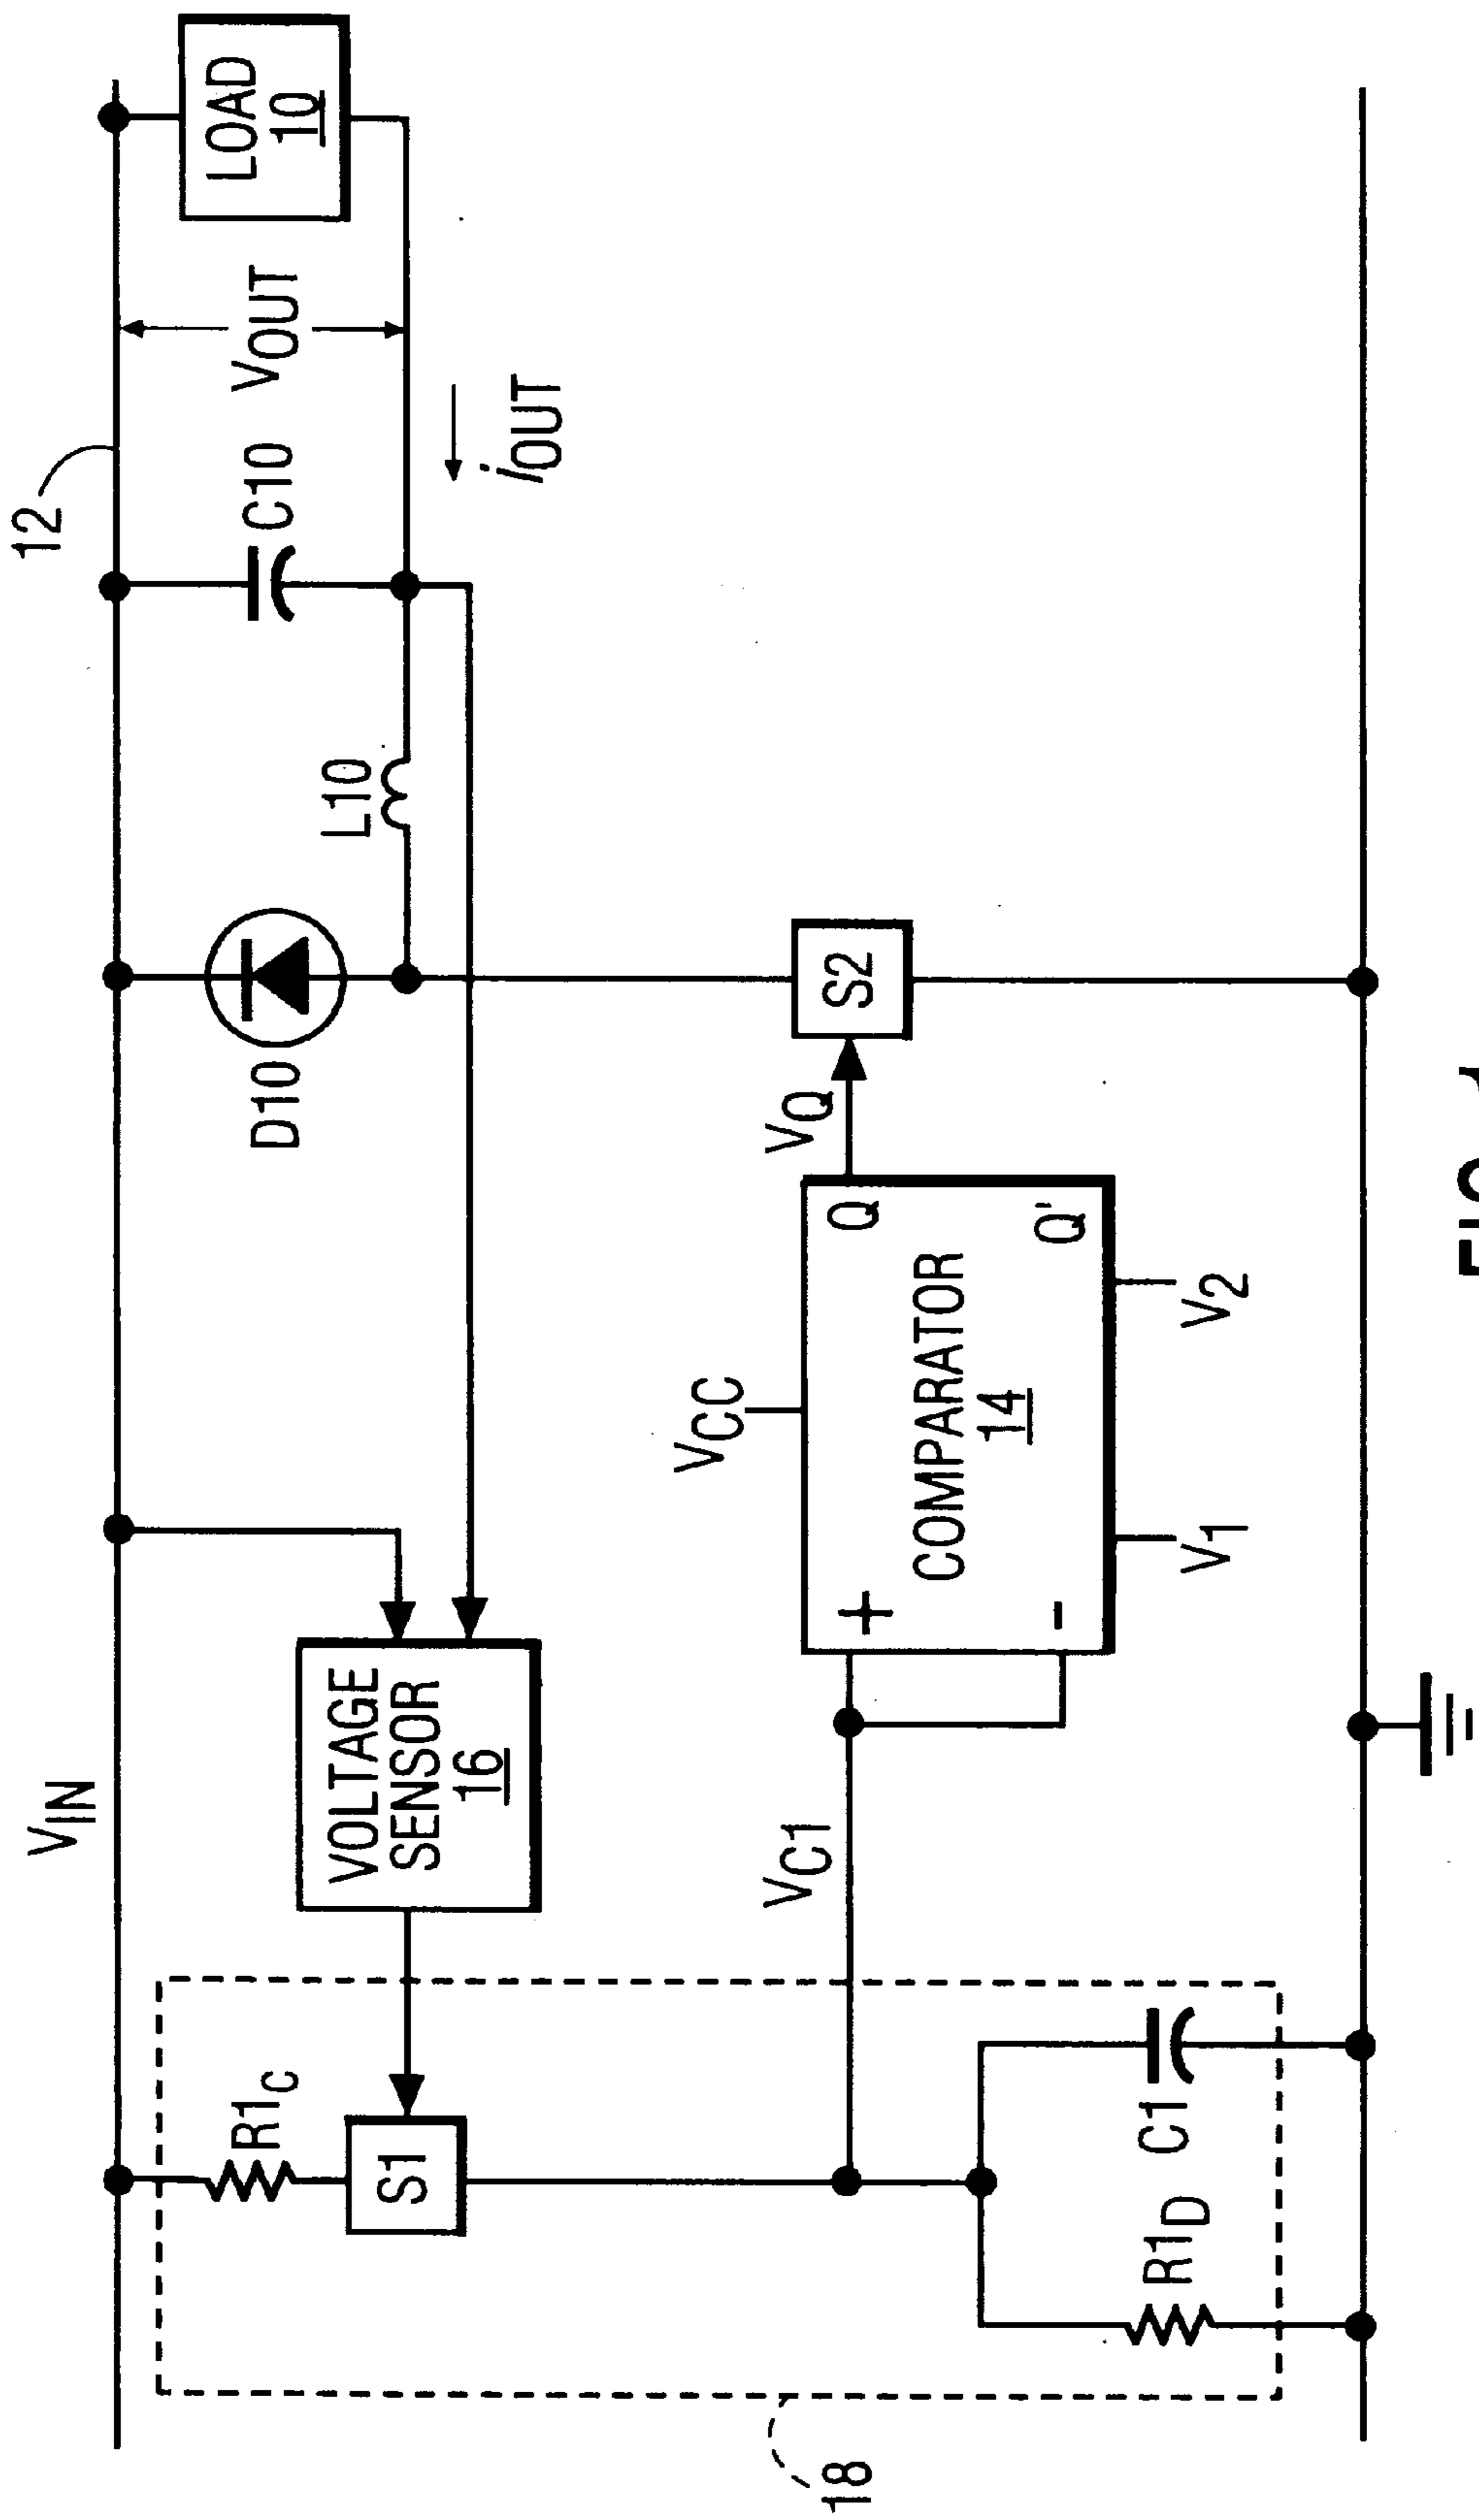 12
VIN
LOAD
10
VOUT
C10
iOUT
L10
D10
VOLTAGE
SENSOR
16
R1C
S1
VC1
VCC
COMPARATOR
14
+
-
Q
Q'
VQ
S2
V1
V2
R1D
C1
18